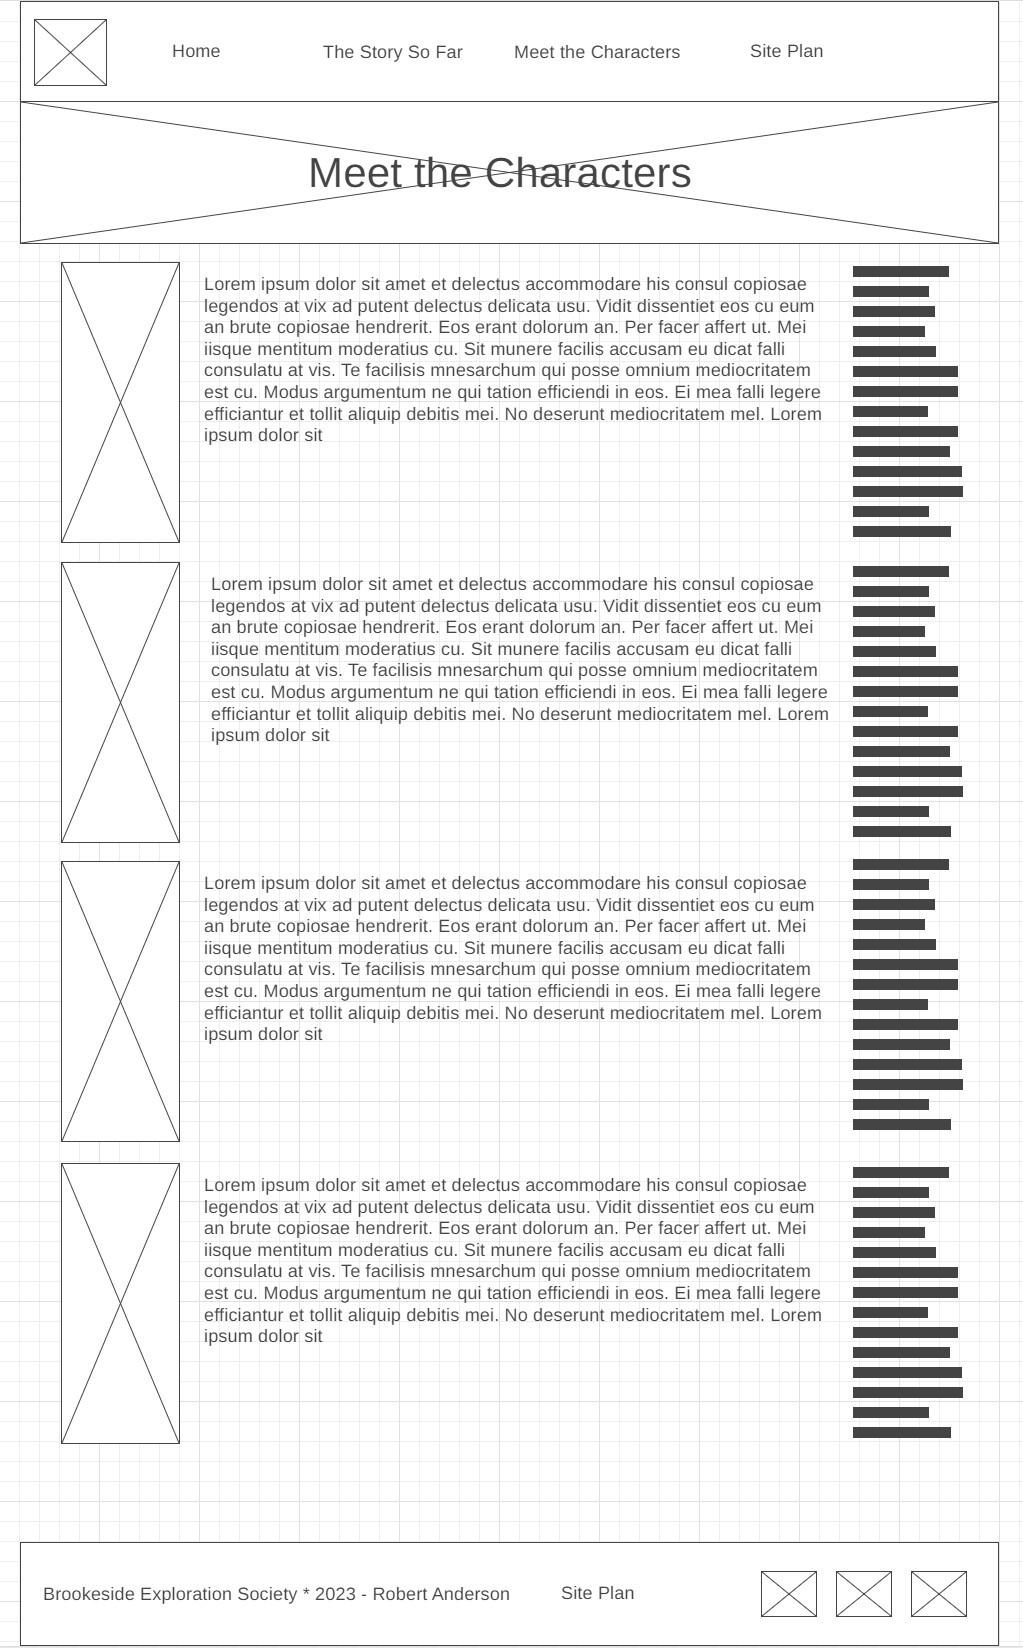 Home
The Story So Far
Meet the Characters
Site Plan
Meet the Characters
Lorem ipsum dolor sit amet et delectus accommodare his consul copiosae
legendos at vix ad putent delectus delicata usu. Vidit dissentiet eos cu eum
an brute copiosae hendrerit. Eos erant dolorum an. Per facer affert ut. Mei
iisque mentitum moderatius cu. Sit munere facilis accusam eu dicat falli
consulatu at vis. Te facilisis mnesarchum qui posse omnium mediocritatem
est cu. Modus argumentum ne qui tation efficiendi in eos. Ei mea falli legere
efficiantur et tollit aliquip debitis mei. No deserunt mediocritatem mel. Lorem
ipsum dolor sit
Lorem ipsum dolor sit amet et delectus accommodare his consul copiosae
legendos at vix ad putent delectus delicata usu. Vidit dissentiet eos cu eum
an brute copiosae hendrerit. Eos erant dolorum an. Per facer affert ut. Mei
iisque mentitum moderatius cu. Sit munere facilis accusam eu dicat falli
consulatu at vis. Te facilisis mnesarchum qui posse omnium mediocritatem
est cu. Modus argumentum ne qui tation efficiendi in eos. Ei mea falli legere
efficiantur et tollit aliquip debitis mei. No deserunt mediocritatem mel. Lorem
ipsum dolor sit
Lorem ipsum dolor sit amet et delectus accommodare his consul copiosae
legendos at vix ad putent delectus delicata usu. Vidit dissentiet eos cu eum
an brute copiosae hendrerit. Eos erant dolorum an. Per facer affert ut. Mei
iisque mentitum moderatius cu. Sit munere facilis accusam eu dicat falli
consulatu at vis. Te facilisis mnesarchum qui posse omnium mediocritatem
est cu. Modus argumentum ne qui tation efficiendi in eos. Ei mea falli legere
efficiantur et tollit aliquip debitis mei. No deserunt mediocritatem mel. Lorem
ipsum dolor sit
Lorem ipsum dolor sit amet et delectus accommodare his consul copiosae
legendos at vix ad putent delectus delicata usu. Vidit dissentiet eos cu eum
an brute copiosae hendrerit. Eos erant dolorum an. Per facer affert ut. Mei
iisque mentitum moderatius cu. Sit munere facilis accusam eu dicat falli
consulatu at vis. Te facilisis mnesarchum qui posse omnium mediocritatem
est cu. Modus argumentum ne qui tation efficiendi in eos. Ei mea falli legere
efficiantur et tollit aliquip debitis mei. No deserunt mediocritatem mel. Lorem
ipsum dolor sit
Brookeside Exploration Society * 2023 - Robert Anderson
Site Plan